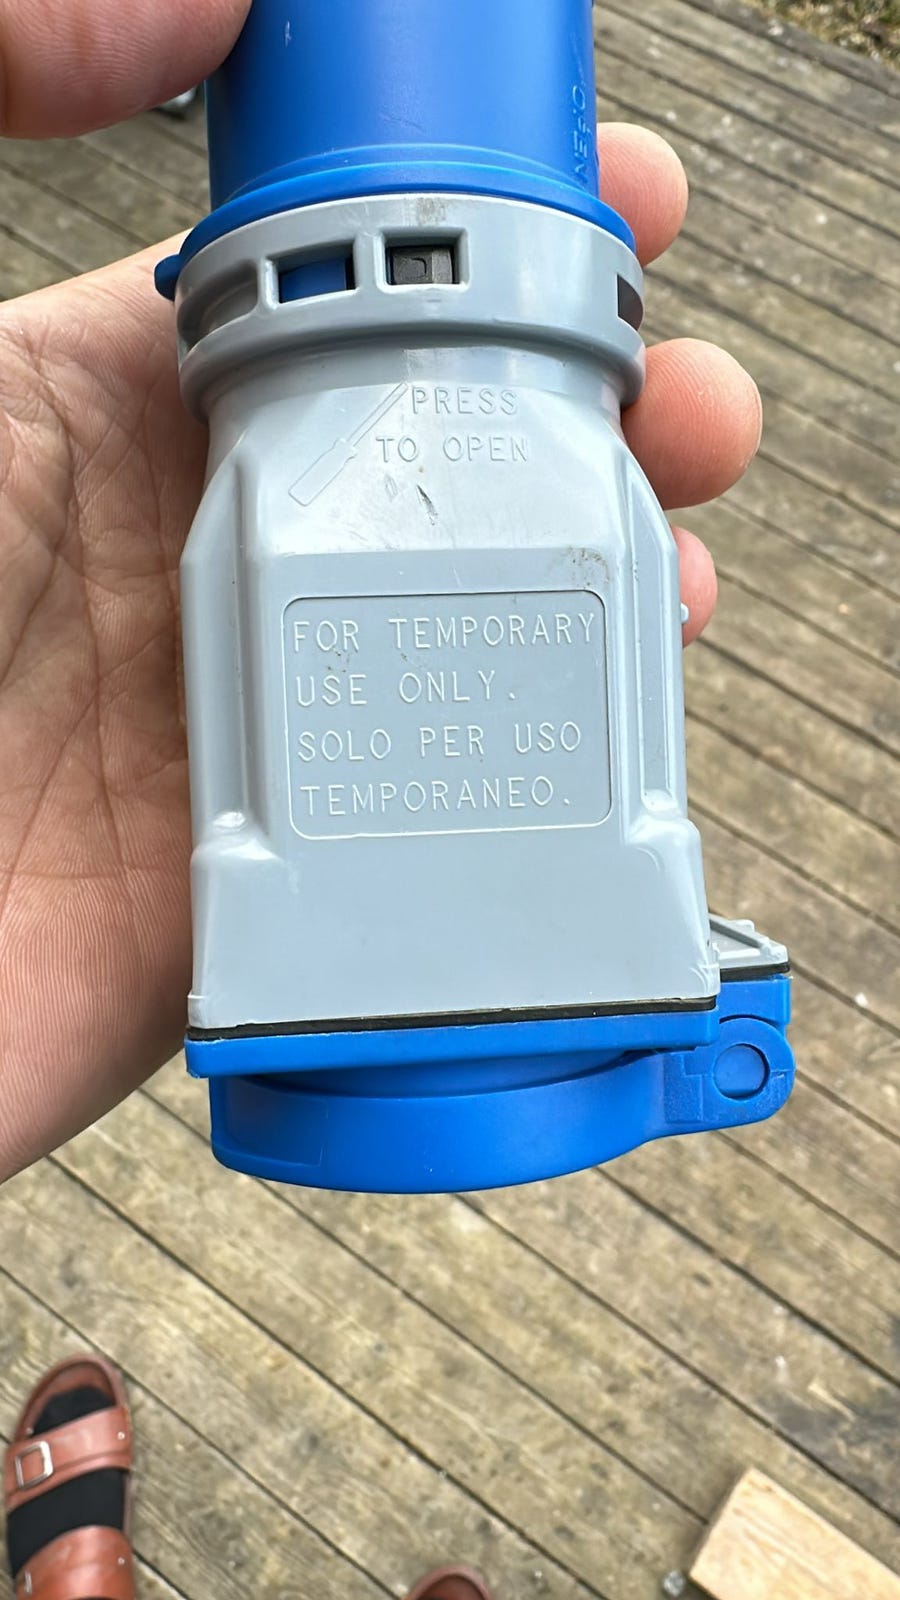 PRESS
TO OPEN
FOR TEMPORARY
USE ONLY.
SOLO PER USO
TEMPORANEO.